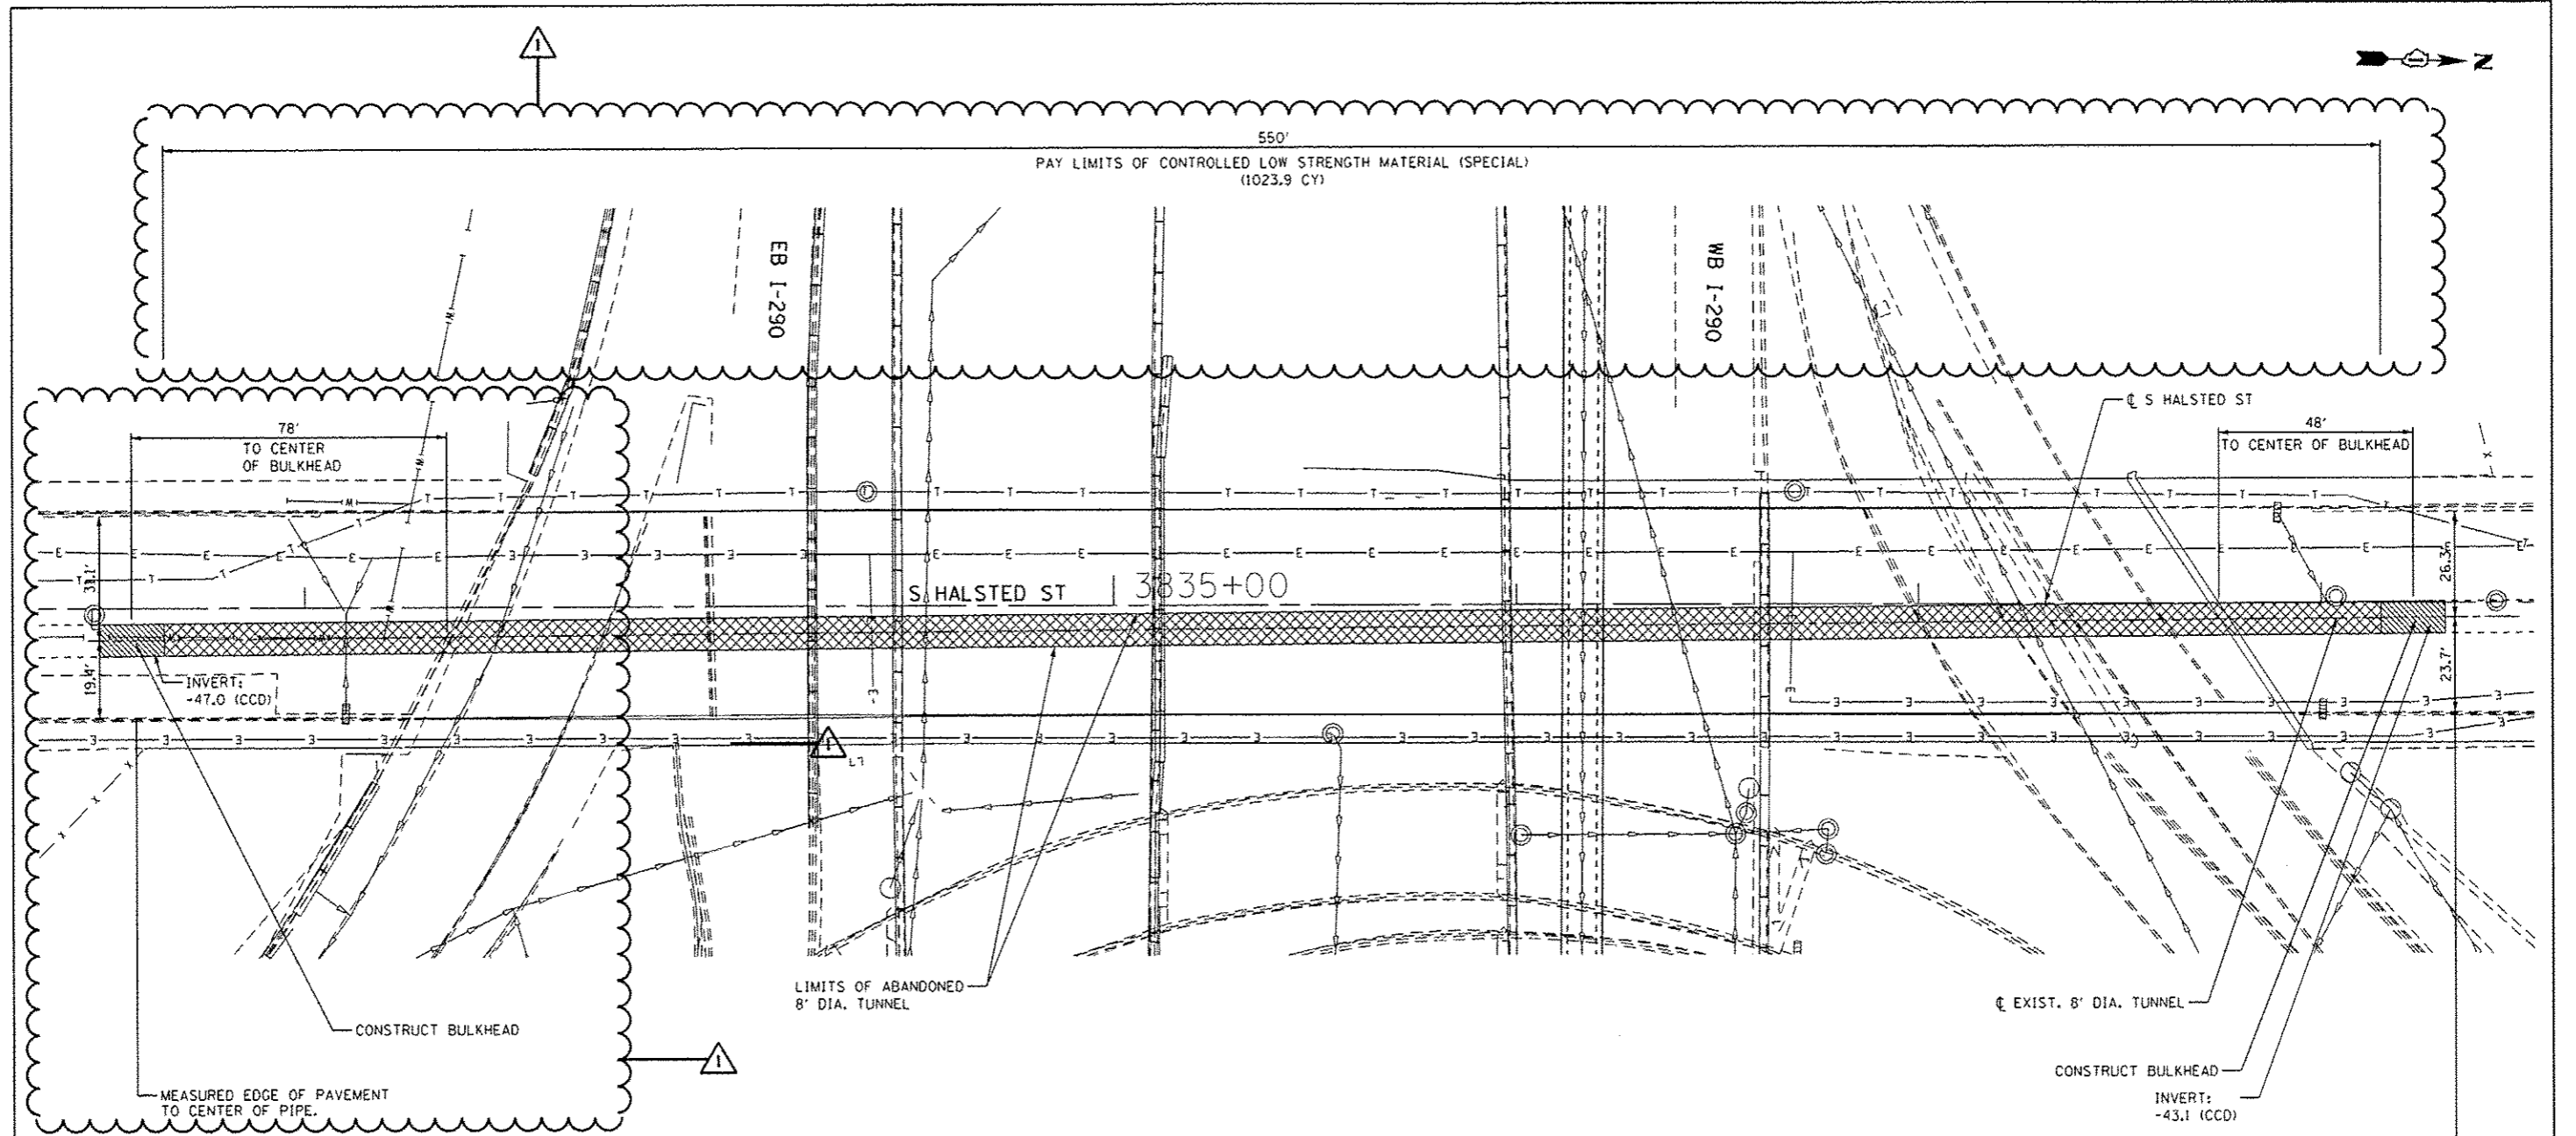 1
N
550'
PAY LIMITS OF CONTROLLED LOW STRENGTH MATERIAL (SPECIAL)
(1023.9 CY)
EB I-290
WB I-290
℄ S HALSTED ST
78'
TO CENTER
OF BULKHEAD
48'
TO CENTER OF BULKHEAD
26.3'
S HALSTED ST
3835+00
19.4'
23.7'
INVERT:
-47.0 (CCD)
1
LIMITS OF ABANDONED
8' DIA. TUNNEL
℄ EXIST. 8' DIA. TUNNEL
CONSTRUCT BULKHEAD
1
CONSTRUCT BULKHEAD
MEASURED EDGE OF PAVEMENT
TO CENTER OF PIPE.
INVERT:
-43.1 (CCD)